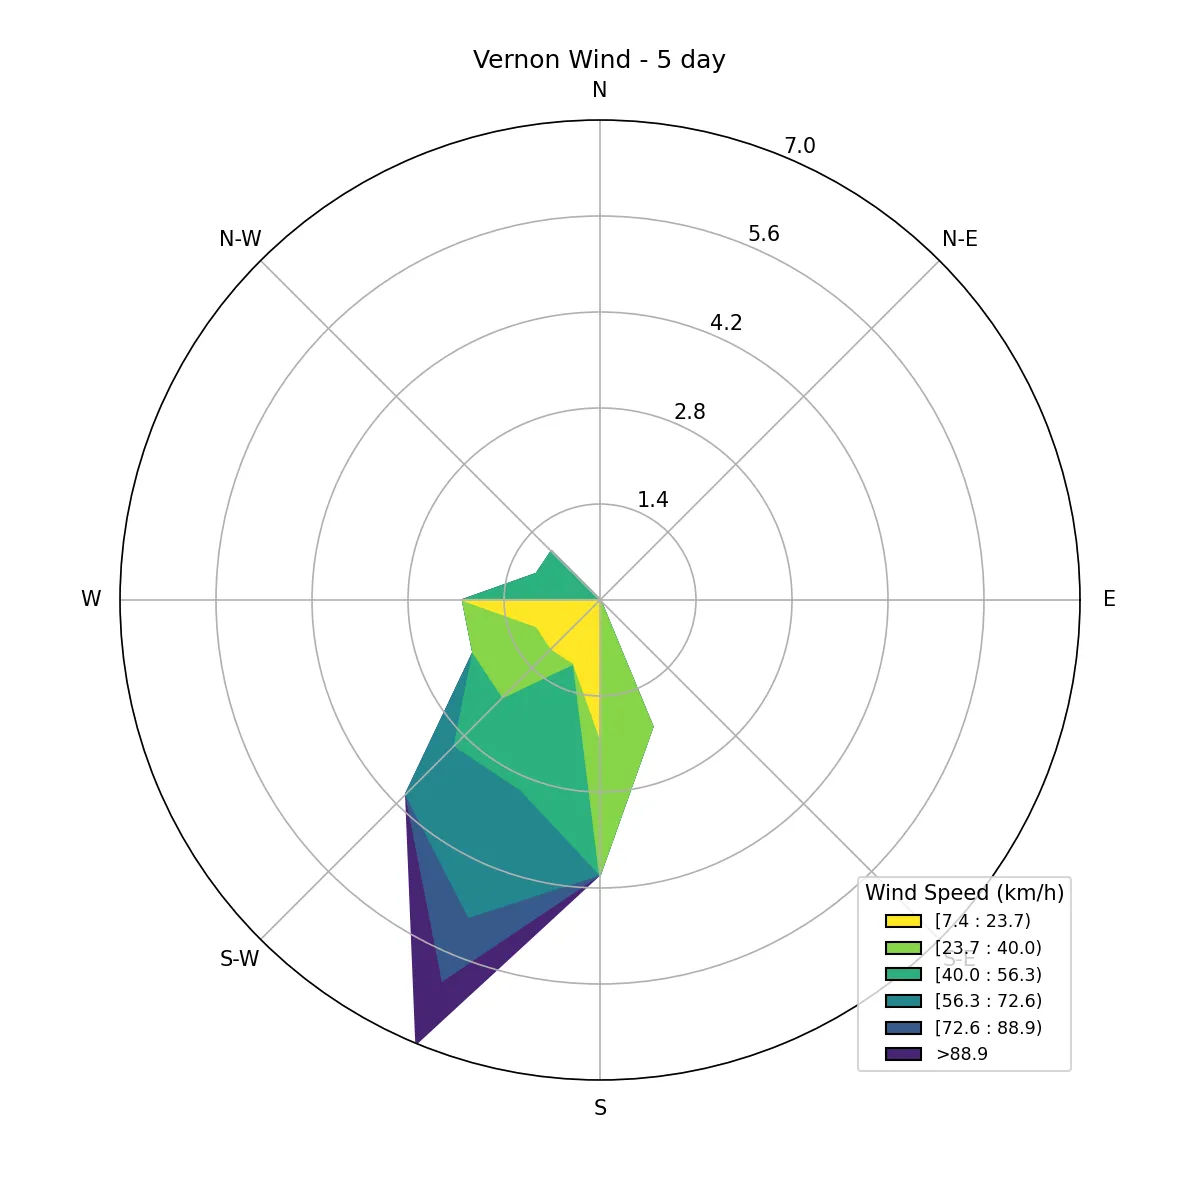 Vernon Wind - 5 day
N
7.0
N-W
5.6
N-E
4.2
2.8
1.4
W
E
S-W
S-E
S
Wind Speed (km/h)
[7.4 : 23.7)
[23.7 : 40.0)
[40.0 : 56.3)
[56.3 : 72.6)
[72.6 : 88.9)
>88.9